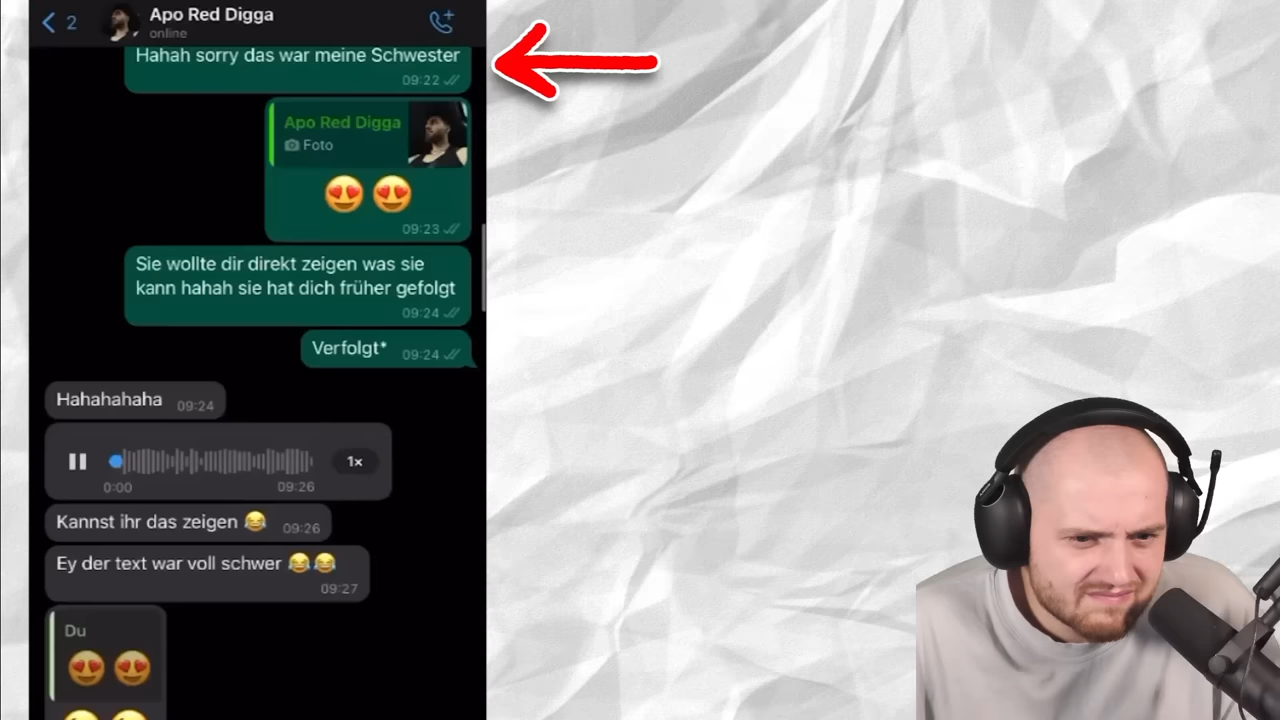 2
Apo Red Digga
online
Hahah sorry das war meine Schwester
09:22
Apo Red Digga
Foto
😍 😍
09:23
Sie wollte dir direkt zeigen was sie
kann hahah sie hat dich früher gefolgt
09:24
Verfolgt* 09:24
Hahahahaha 09:24
1x
0:00 09:26
Kannst ihr das zeigen 😂 09:26
Ey der text war voll schwer 😂😂
09:27
Du
😍 😍